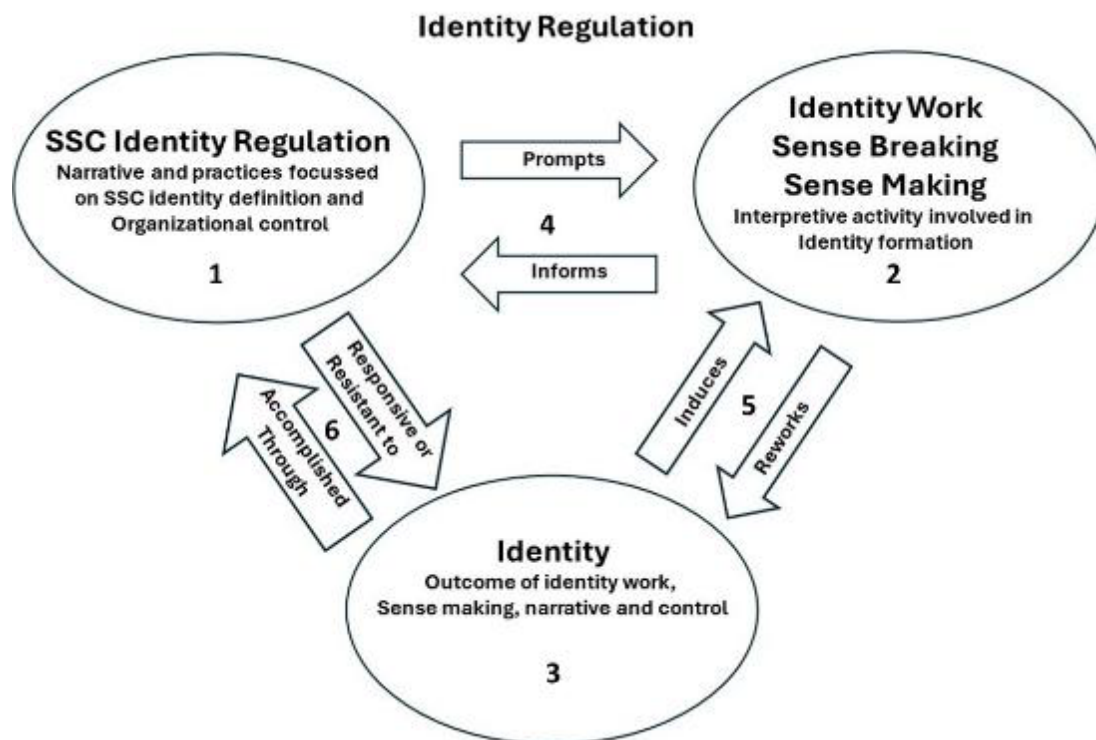 Identity Regulation
SSC Identity Regulation
Narrative and practices focussed
on SSC identity definition and
Organizational control
1
Prompts
4
Informs
Identity Work
Sense Breaking
Sense Making
Interpretive activity involved in
Identity formation
2
Responsive or
Resistant to
6
Accomplished
Through
Induces
5
Reworks
Identity
Outcome of identity work,
Sense making, narrative and control
3